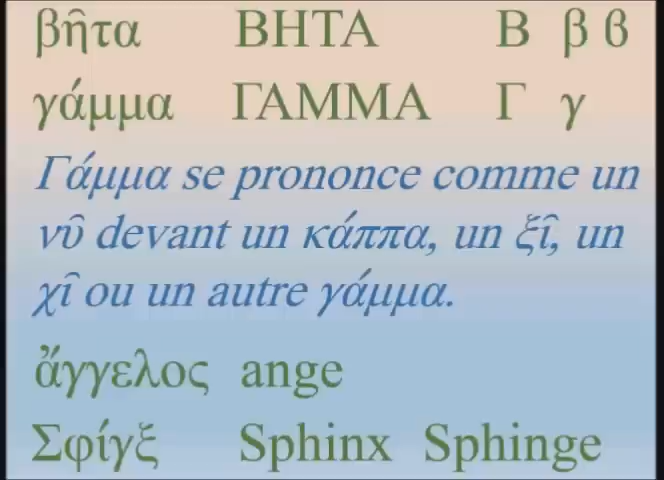 βῆτα ΒΗΤΑ Β β ϐ
γάμμα ΓΑΜΜΑ Γ γ
Γάμμα se prononce comme un
νῦ devant un κάππα, un ξῖ, un
χῖ ou un autre γάμμα.
ἄγγελος ange
Σφίγξ Sphinx Sphinge